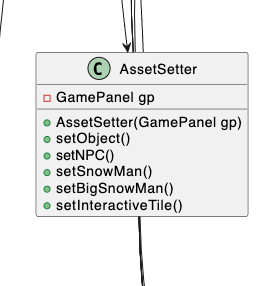 C AssetSetter
GamePanel gp
AssetSetter(GamePanel gp)
setObject()
setNPC()
setSnowMan()
setBigSnowMan()
setInteractiveTile()